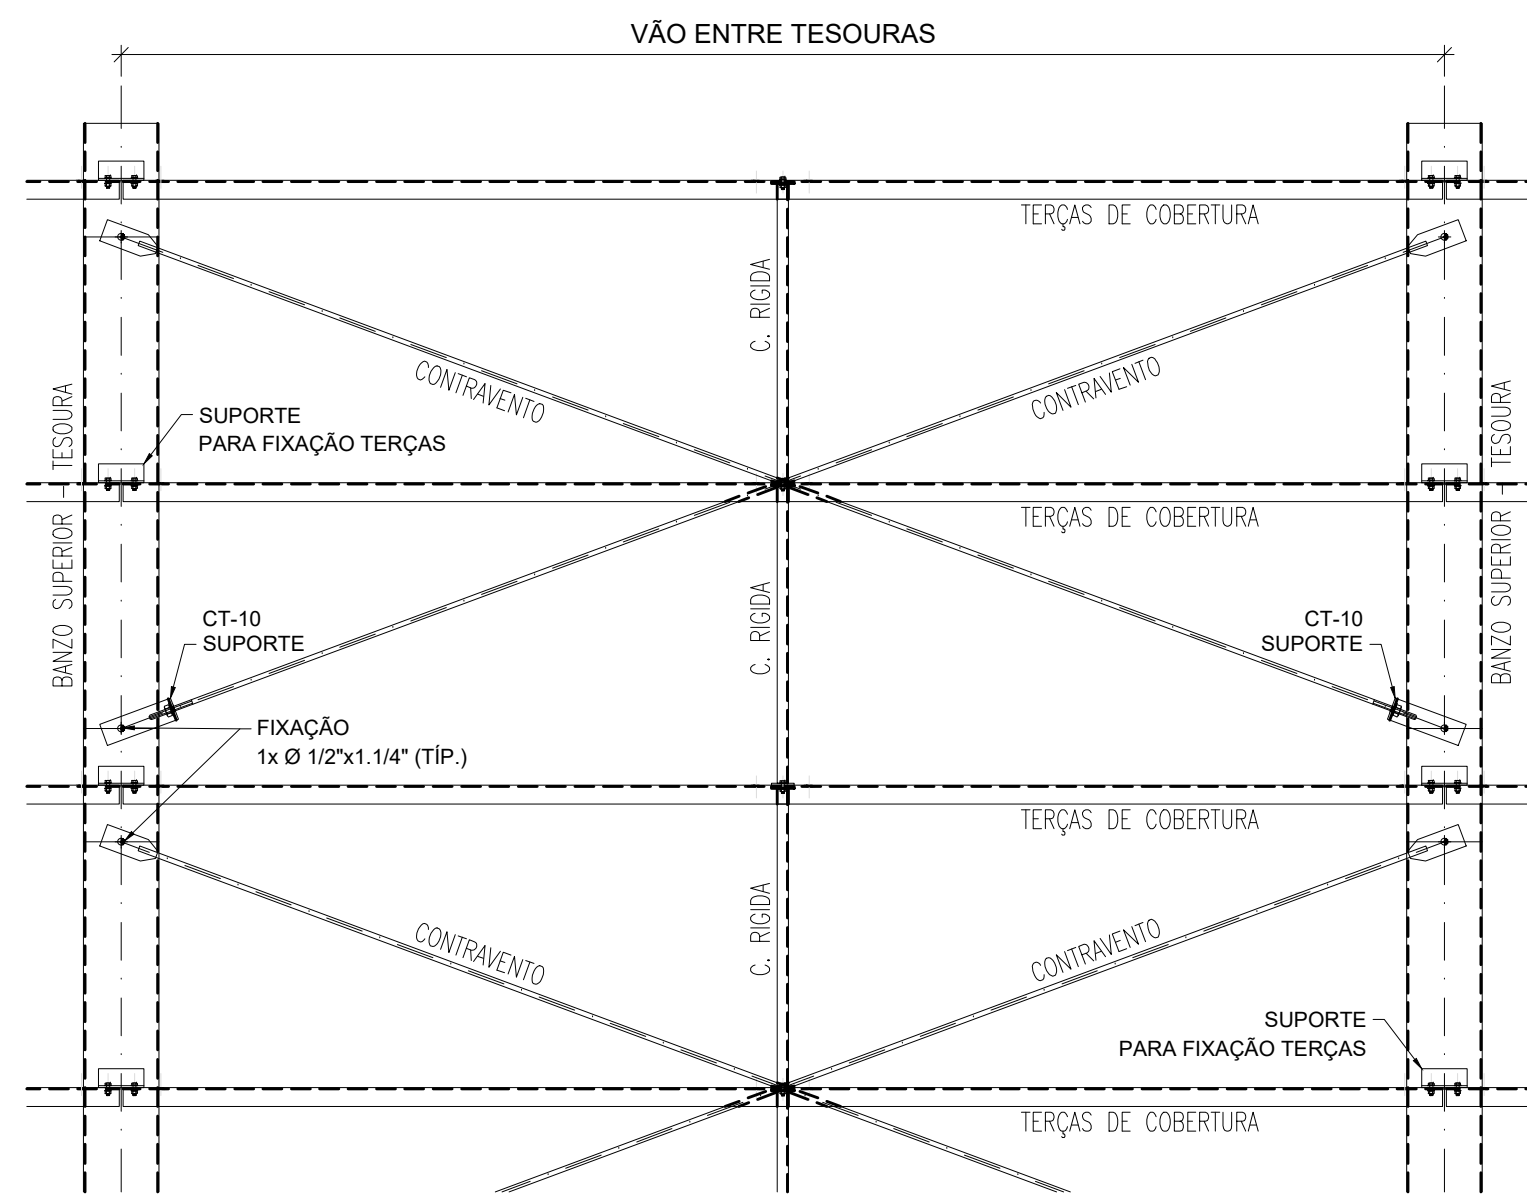 VÃO ENTRE TESOURAS
TERÇAS DE COBERTURA
C. RIGIDA
CONTRAVENTO
CONTRAVENTO
BANZO SUPERIOR – TESOURA
SUPORTE
PARA FIXAÇÃO TERÇAS
BANZO SUPERIOR – TESOURA
TERÇAS DE COBERTURA
C. RIGIDA
CT-10
SUPORTE
CT-10
SUPORTE
FIXAÇÃO
1x Ø 1/2"x1.1/4" (TÍP.)
TERÇAS DE COBERTURA
C. RIGIDA
CONTRAVENTO
CONTRAVENTO
SUPORTE
PARA FIXAÇÃO TERÇAS
TERÇAS DE COBERTURA